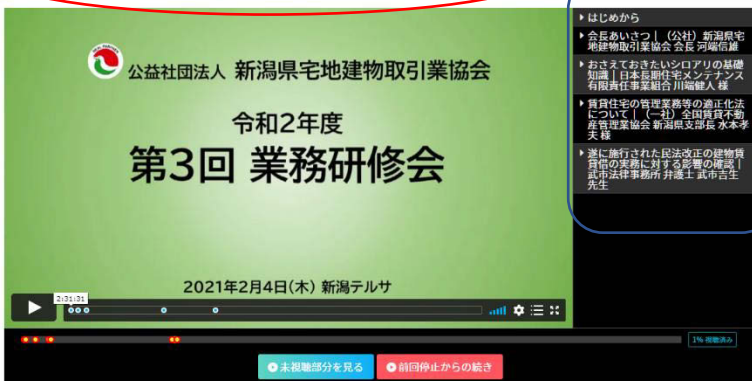 公益社団法人 新潟県宅地建物取引業協会
令和2年度
第3回 業務研修会
2021年2月4日(木) 新潟テルサ
2:31:31
はじめから
会長あいさつ | (公社) 新潟県宅
地建物取引業協会 会長 河端信雄
おさえておきたいシロアリの基礎
知識 | 日本長期住宅メンテナンス
有限責任事業組合 川端健人 様
賃貸住宅の管理業務等の適正化法
について | (一社) 全国賃貸不動
産管理業協会 新潟県支部長 水本孝
夫 様
遂に施行された民法改正の建物賃
貸借の実務に対する影響の確認 |
武市法律事務所 弁護士 武市吉生
先生
1% 視聴済み
未視聴部分を見る
前回停止からの続き